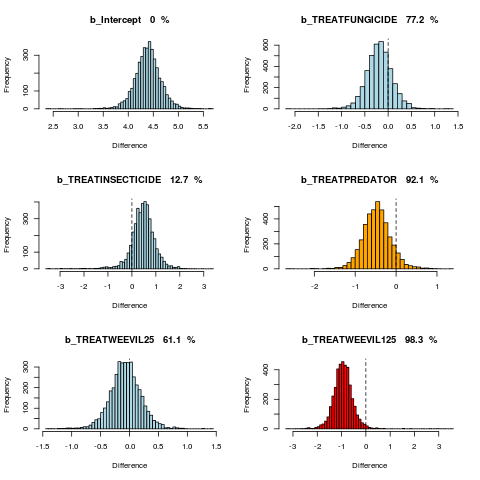 b_Intercept 0 %
Frequency
0 100 300
2.5 3.0 3.5 4.0 4.5 5.0 5.5
Difference
b_TREATFUNGICIDE 77.2 %
Frequency
0 200 400 600
-2.0 -1.5 -1.0 -0.5 0.0 0.5 1.0 1.5
Difference
b_TREATINSECTICIDE 12.7 %
Frequency
0 100 300
-3 -2 -1 0 1 2 3
Difference
b_TREATPREDATOR 92.1 %
Frequency
0 200 400
-2 -1 0 1
Difference
b_TREATWEEVIL25 61.1 %
Frequency
0 100 200 300
-1.5 -1.0 -0.5 0.0 0.5 1.0 1.5
Difference
b_TREATWEEVIL125 98.3 %
Frequency
0 200 400
-3 -2 -1 0 1 2 3
Difference